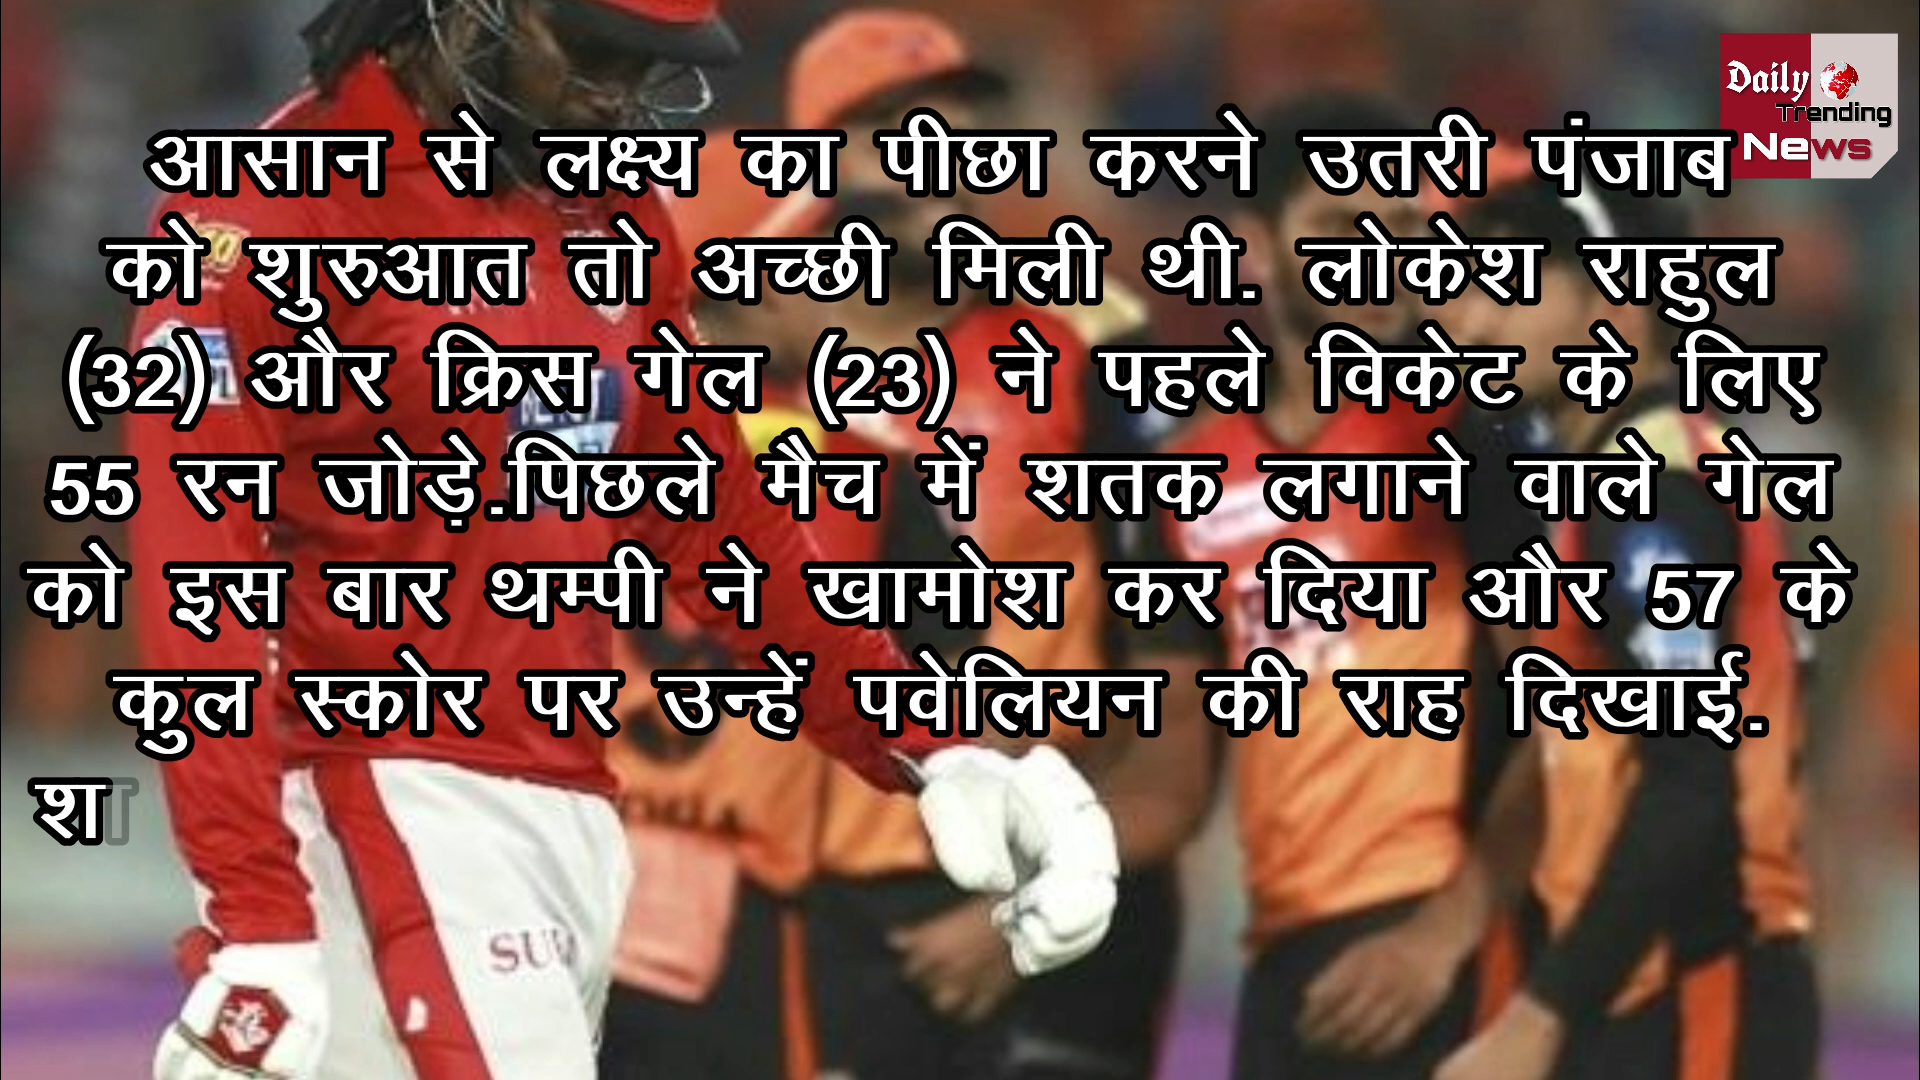 Daily
Trending
News
आसान से लक्ष्य का पीछा करने उतरी पंजाब
को शुरुआत तो अच्छी मिली थी. लोकेश राहुल
(32) और क्रिस गेल (23) ने पहले विकेट के लिए
55 रन जोड़े.पिछले मैच में शतक लगाने वाले गेल
को इस बार थम्पी ने खामोश कर दिया और 57 के
कुल स्कोर पर उन्हें पवेलियन की राह दिखाई.
शा